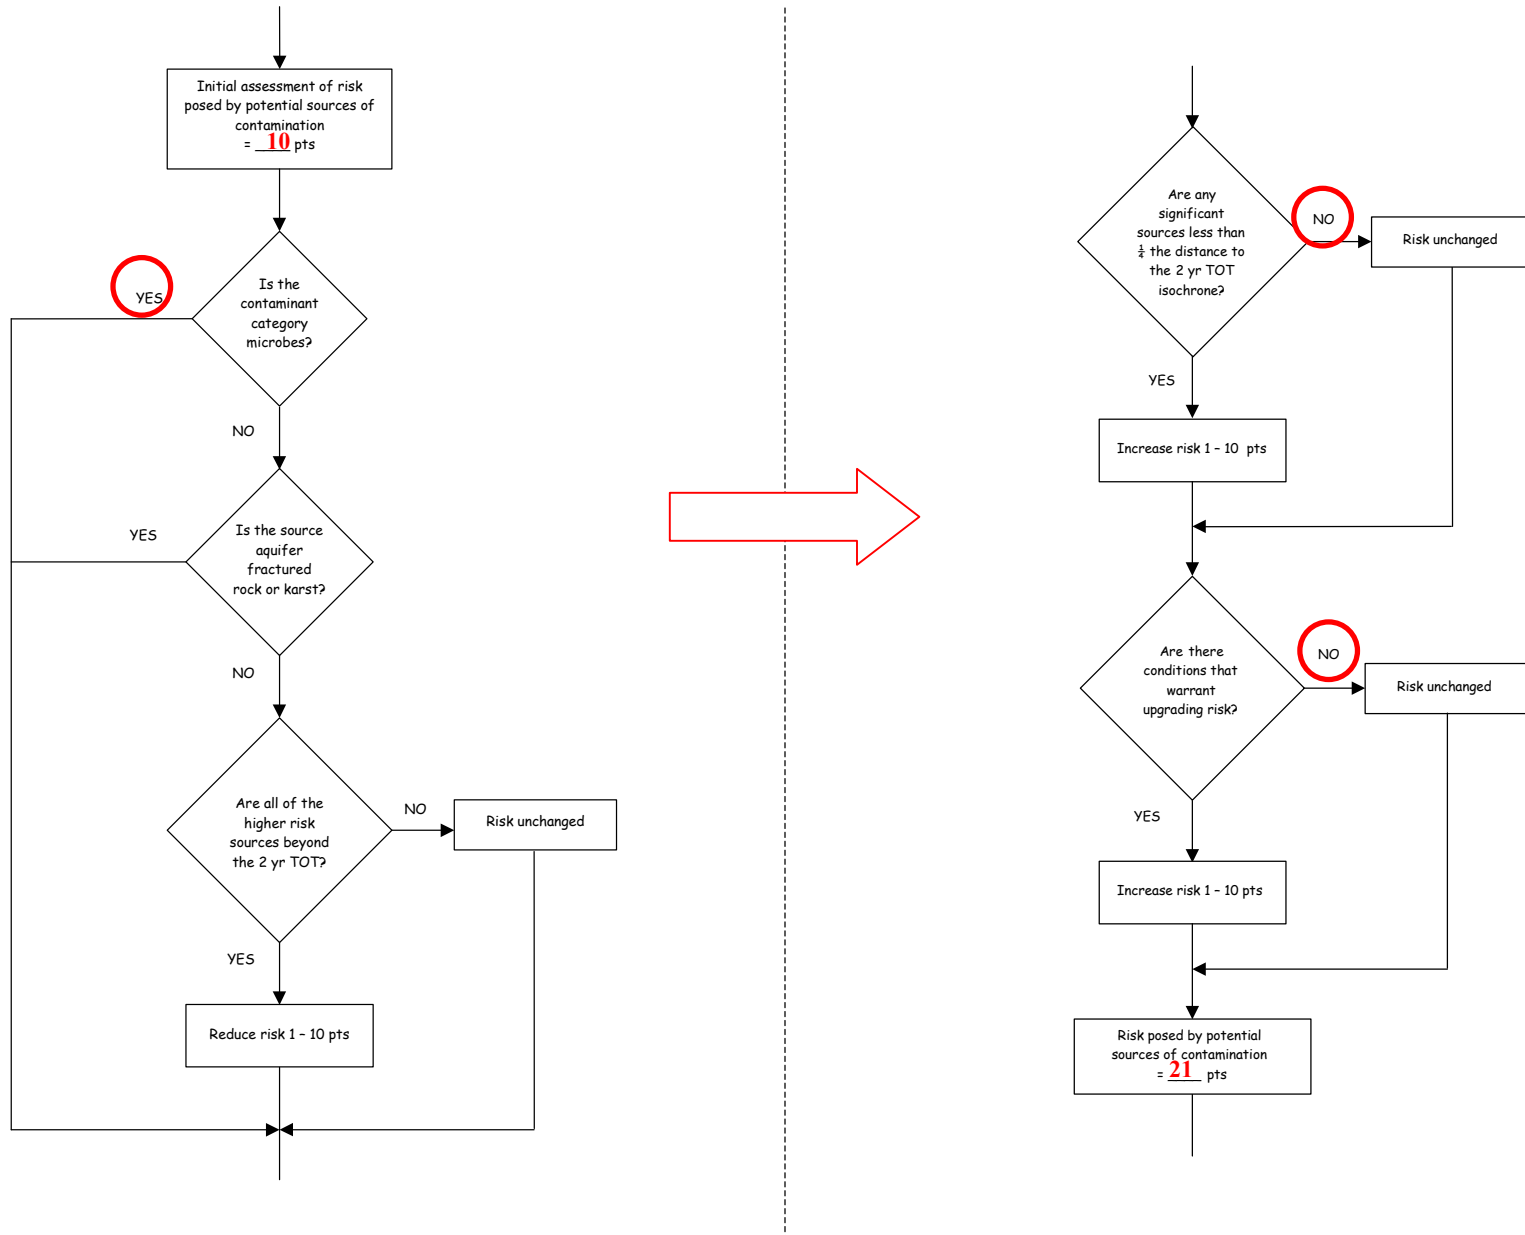 Initial assessment of risk
posed by potential sources of
contamination
= 10 pts
Is the
contaminant
category
microbes?
YES
NO
Is the source
aquifer
fractured
rock or karst?
YES
NO
Are all of the
higher risk
sources beyond
the 2 yr TOT?
NO
Risk unchanged
YES
Reduce risk 1 – 10 pts
Are any
significant
sources less than
¼ the distance to
the 2 yr TOT
isochrone?
NO
Risk unchanged
YES
Increase risk 1 – 10 pts
Are there
conditions that
warrant
upgrading risk?
NO
Risk unchanged
YES
Increase risk 1 – 10 pts
Risk posed by potential
sources of contamination
= 21 pts